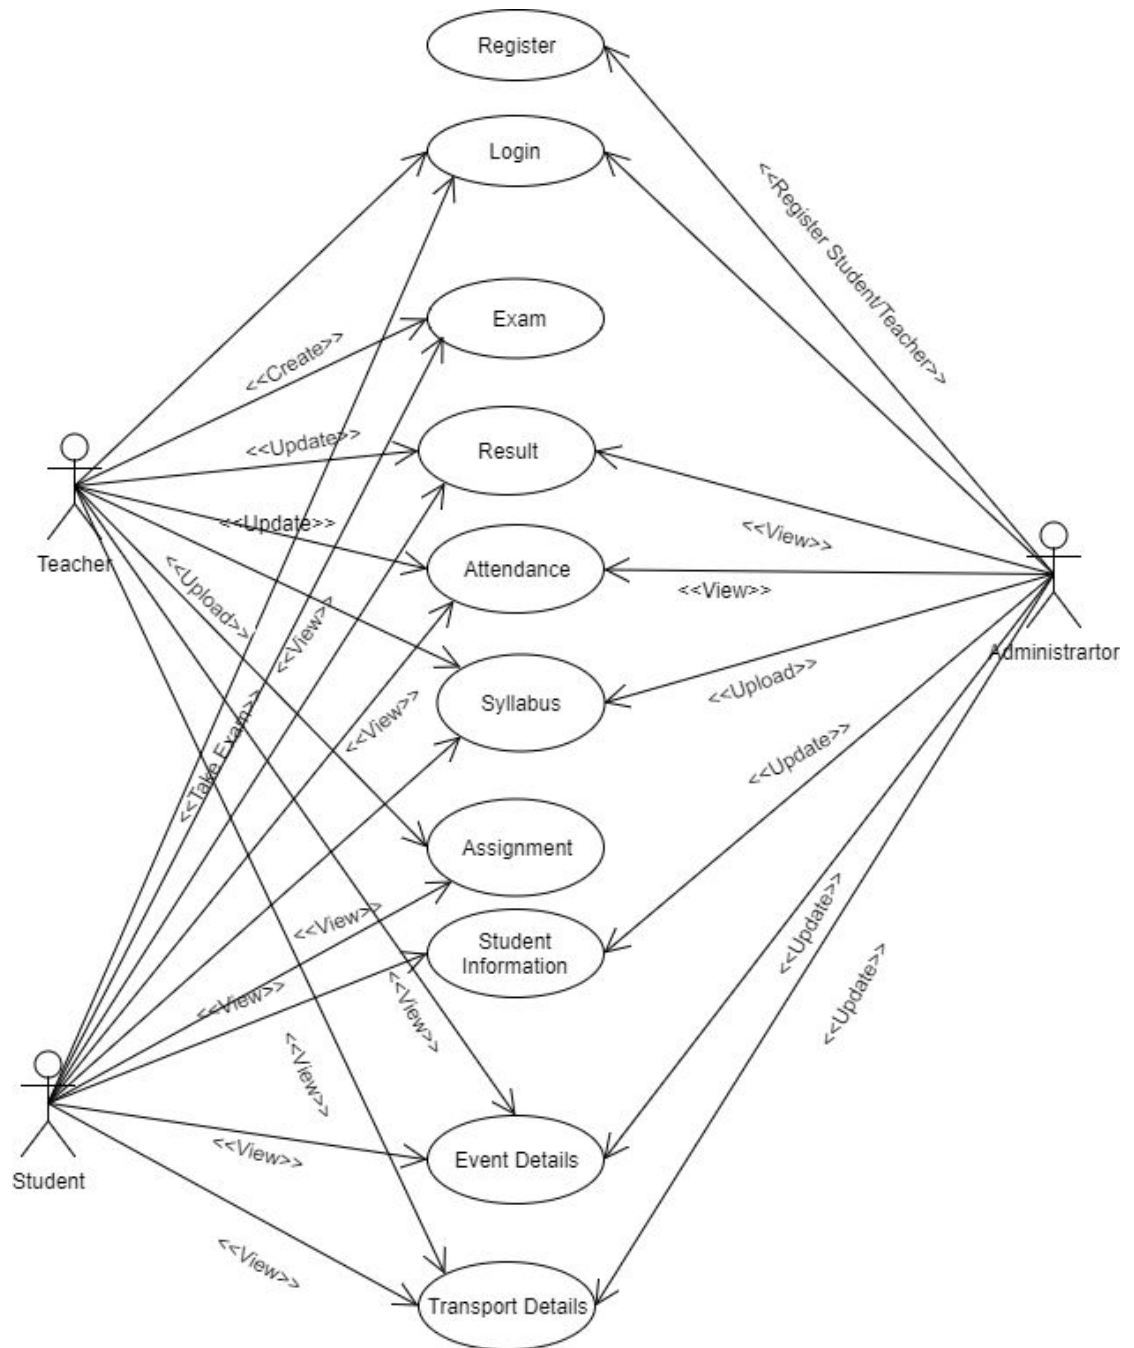 Register
Login
<<Register Student/Teacher>>
Exam
<<Create>>
<<Update>>
Result
<<View>>
<<Update>>
Attendance
<<View>>
Teacher
Administrartor
<<Upload>>
<<View>>
<<Upload>>
Syllabus
<<View>>
<<Take Exam>>
<<Update>>
Assignment
<<View>>
<<Update>>
Student
Information
<<View>>
<<View>>
<<Update>>
<<View>>
Student
<<View>>
Event Details
<<View>>
Transport Details